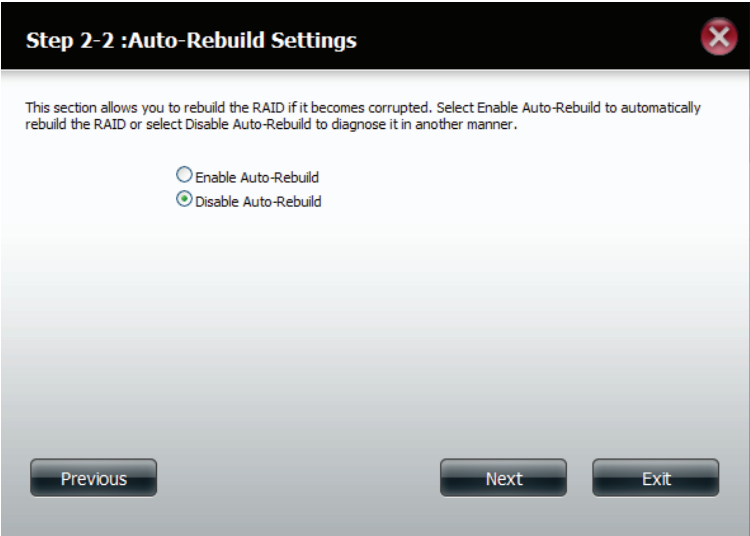 Step 2-2 :Auto-Rebuild Settings
This section allows you to rebuild the RAID if it becomes corrupted. Select Enable Auto-Rebuild to automatically
rebuild the RAID or select Disable Auto-Rebuild to diagnose it in another manner.
Enable Auto-Rebuild
Disable Auto-Rebuild
Previous
Next
Exit